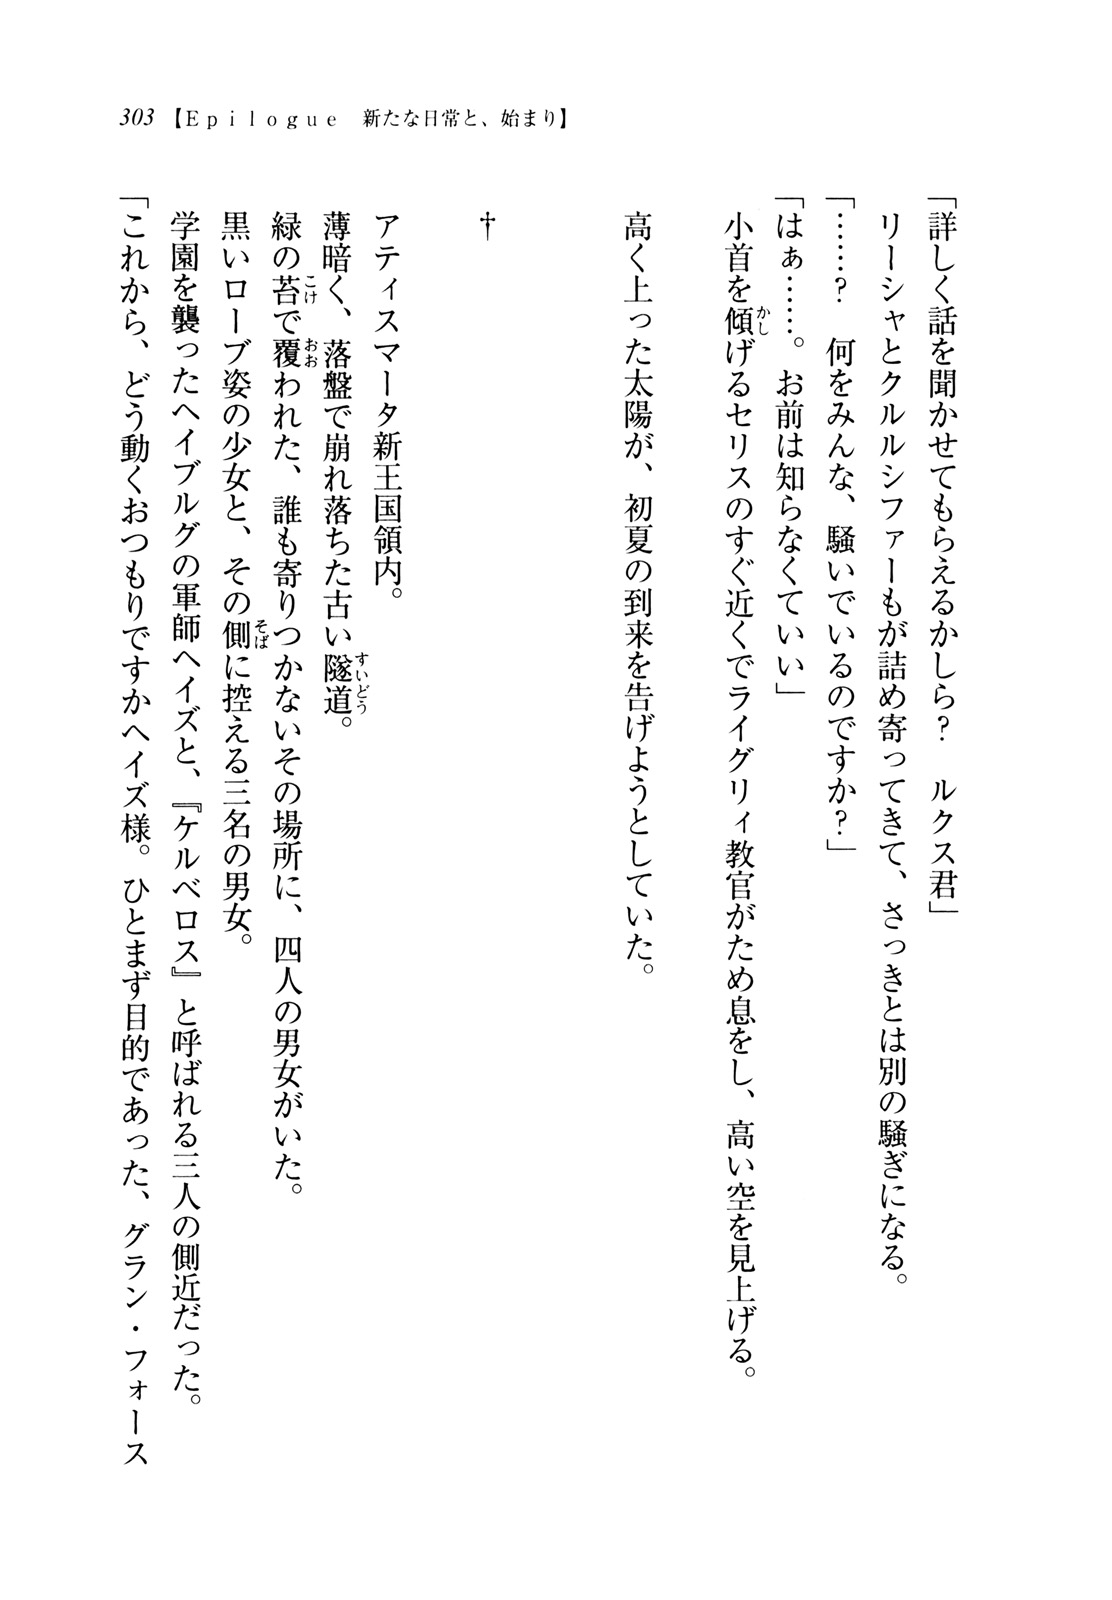 303 【Epilogue　新たな日常と、始まり】
「詳しく話を聞かせてもらえるかしら？　ルクス君」
リーシャとクルルシファーもが詰め寄ってきて、さっきとは別の騒ぎになる。
「……？　何をみんな、騒いでいるのですか？」
「はぁ……。お前は知らなくていい」
小首を傾げるセリスのすぐ近くでライグリィ教官がため息をし、高い空を見上げる。
高く上った太陽が、初夏の到来を告げようとしていた。
†
アティスマータ新王国領内。
薄暗く、落盤で崩れ落ちた古い隧道。
緑の苔で覆われた、誰も寄りつかないその場所に、四人の男女がいた。
黒いローブ姿の少女と、その側に控える三名の男女。
学園を襲ったヘイブルグの軍師ヘイズと、『ケルベロス』と呼ばれる三人の側近だった。
「これから、どう動くおつもりですかヘイズ様。ひとまず目的であった、グラン・フォース